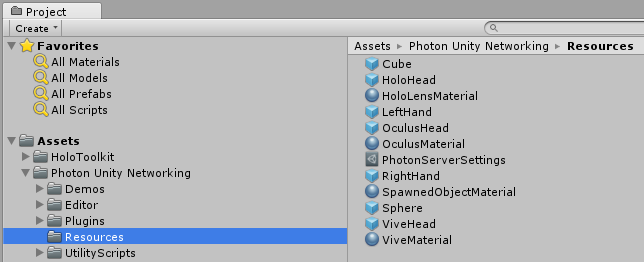 Project
Create
Favorites
All Materials
All Models
All Prefabs
All Scripts
Assets
HoloToolkit
Photon Unity Networking
Demos
Editor
Plugins
Resources
UtilityScripts
Assets Photon Unity Networking Resources
Cube
HoloHead
HoloLensMaterial
LeftHand
OculusHead
OculusMaterial
PhotonServerSettings
RightHand
SpawnedObjectMaterial
Sphere
ViveHead
ViveMaterial